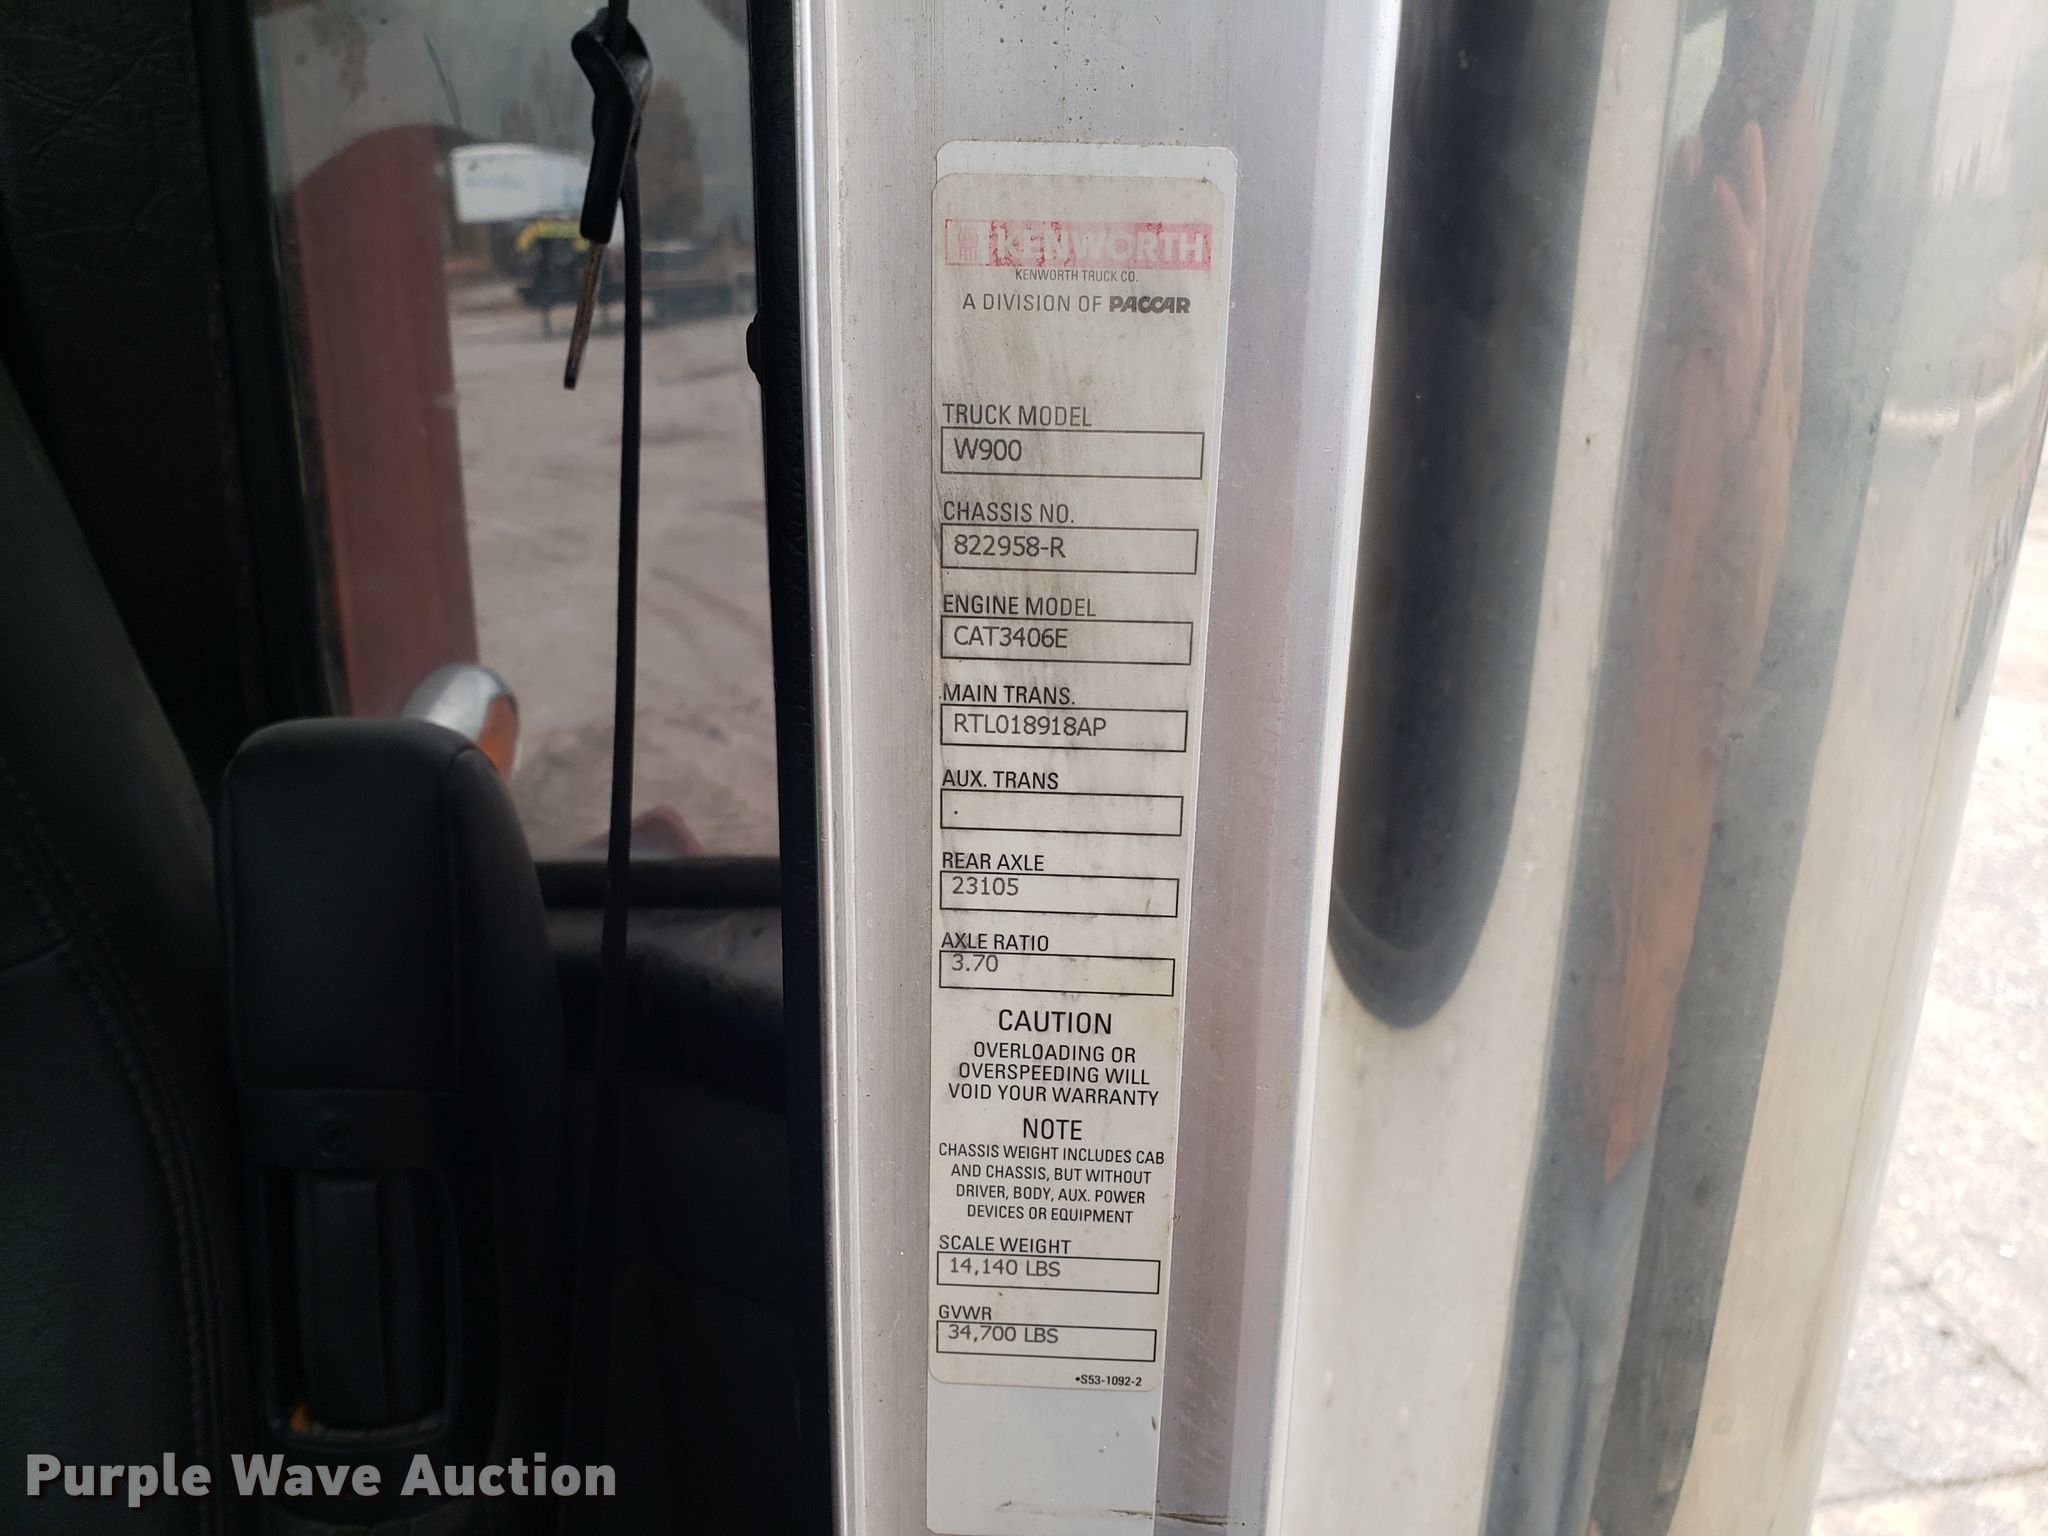 KENWORTH
KENWORTH TRUCK CO.
A DIVISION OF PACCAR
TRUCK MODEL
W900
CHASSIS NO.
822958-R
ENGINE MODEL
CAT3406E
MAIN TRANS.
RTLO18918AP
AUX. TRANS
.
REAR AXLE
23105
AXLE RATIO
3.70
CAUTION
OVERLOADING OR
OVERSPEEDING WILL
VOID YOUR WARRANTY
NOTE
CHASSIS WEIGHT INCLUDES CAB
AND CHASSIS, BUT WITHOUT
DRIVER, BODY, AUX. POWER
DEVICES OR EQUIPMENT
SCALE WEIGHT
14,140 LBS
GVWR
34,700 LBS
•S53-1092-2
Purple Wave Auction